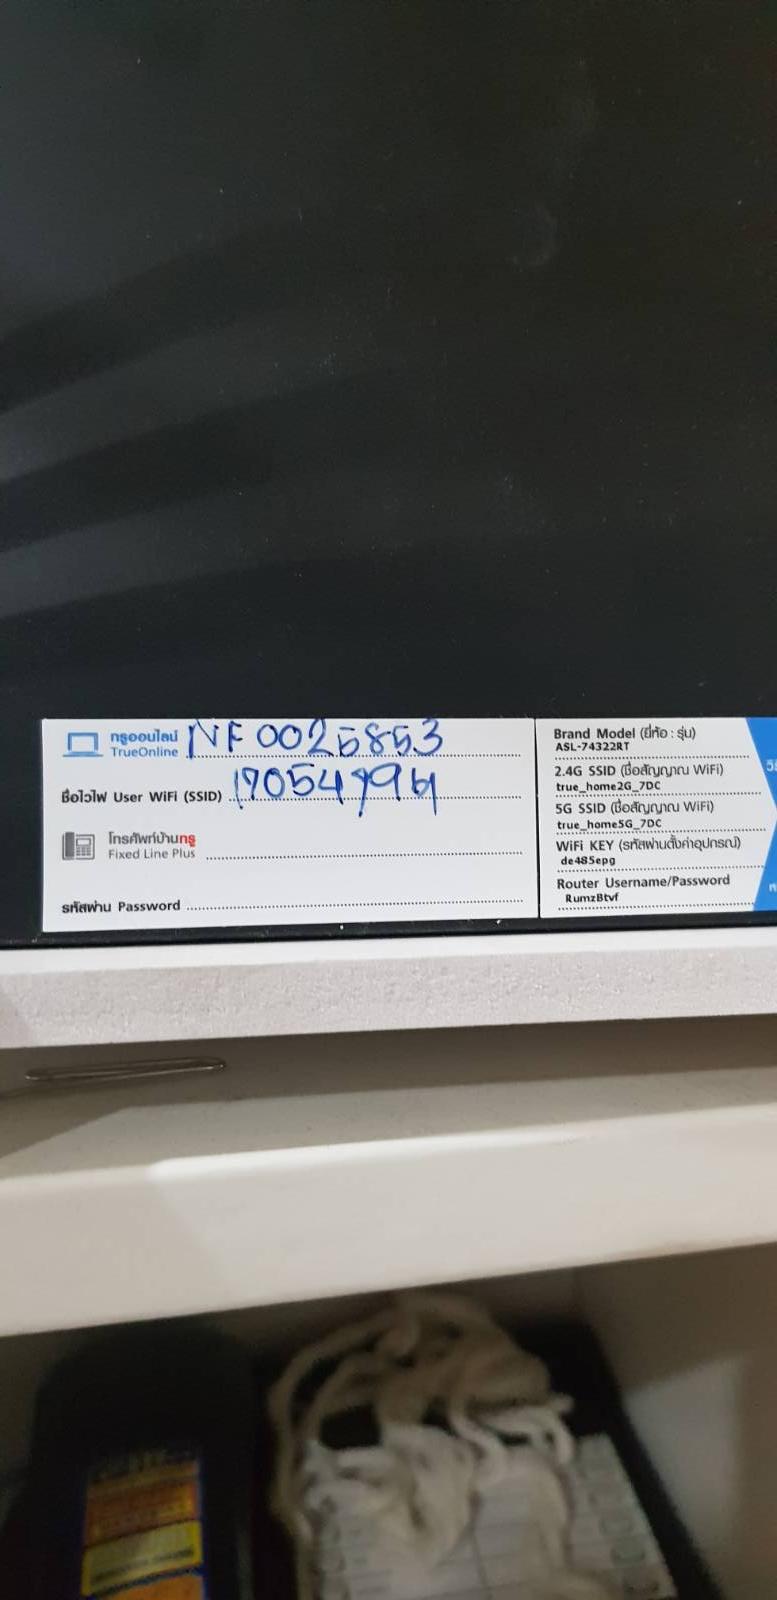 ทรูออนไลน์ NF0025853
TrueOnline
ชื่อไวไฟ User WiFi (SSID)
โทรศัพท์บ้านทรู
Fixed Line Plus
รหัสผ่าน Password
Brand Model (ยี่ห้อ : รุ่น)
ASL-74322RT
2.4G SSID (ชื่อสัญญาณ WiFi)
true_home2G_7DC
5G SSID (ชื่อสัญญาณ WiFi)
true_home5G_7DC
WiFi KEY (รหัสผ่านตั้งค่าอุปกรณ์)
de485epg
Router Username/Password
RumzBtvf